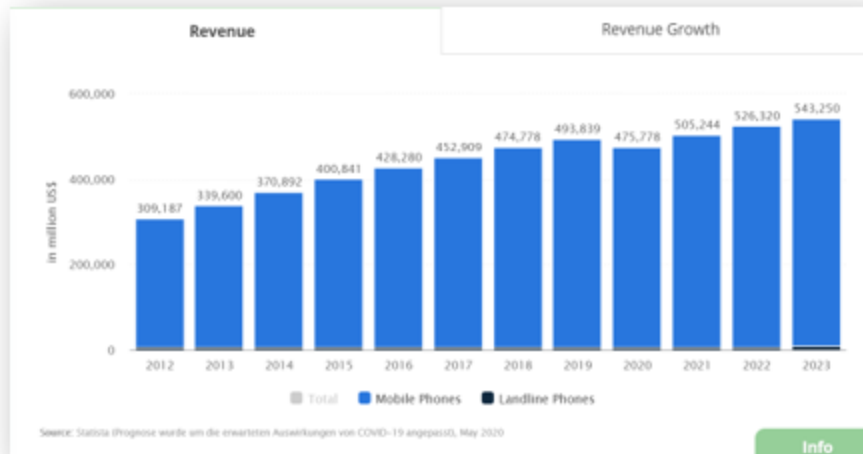 Revenue
Revenue Growth
in million US$
600,000
400,000
200,000
0
309,187
339,600
370,892
400,841
428,280
452,909
474,778
493,839
475,778
505,244
526,320
543,250
2012 2013 2014 2015 2016 2017 2018 2019 2020 2021 2022 2023
Total Mobile Phones Landline Phones
Source: Statista (Prognose wurde um die erwarteten Auswirkungen von COVID-19 angepasst), May 2020
Info